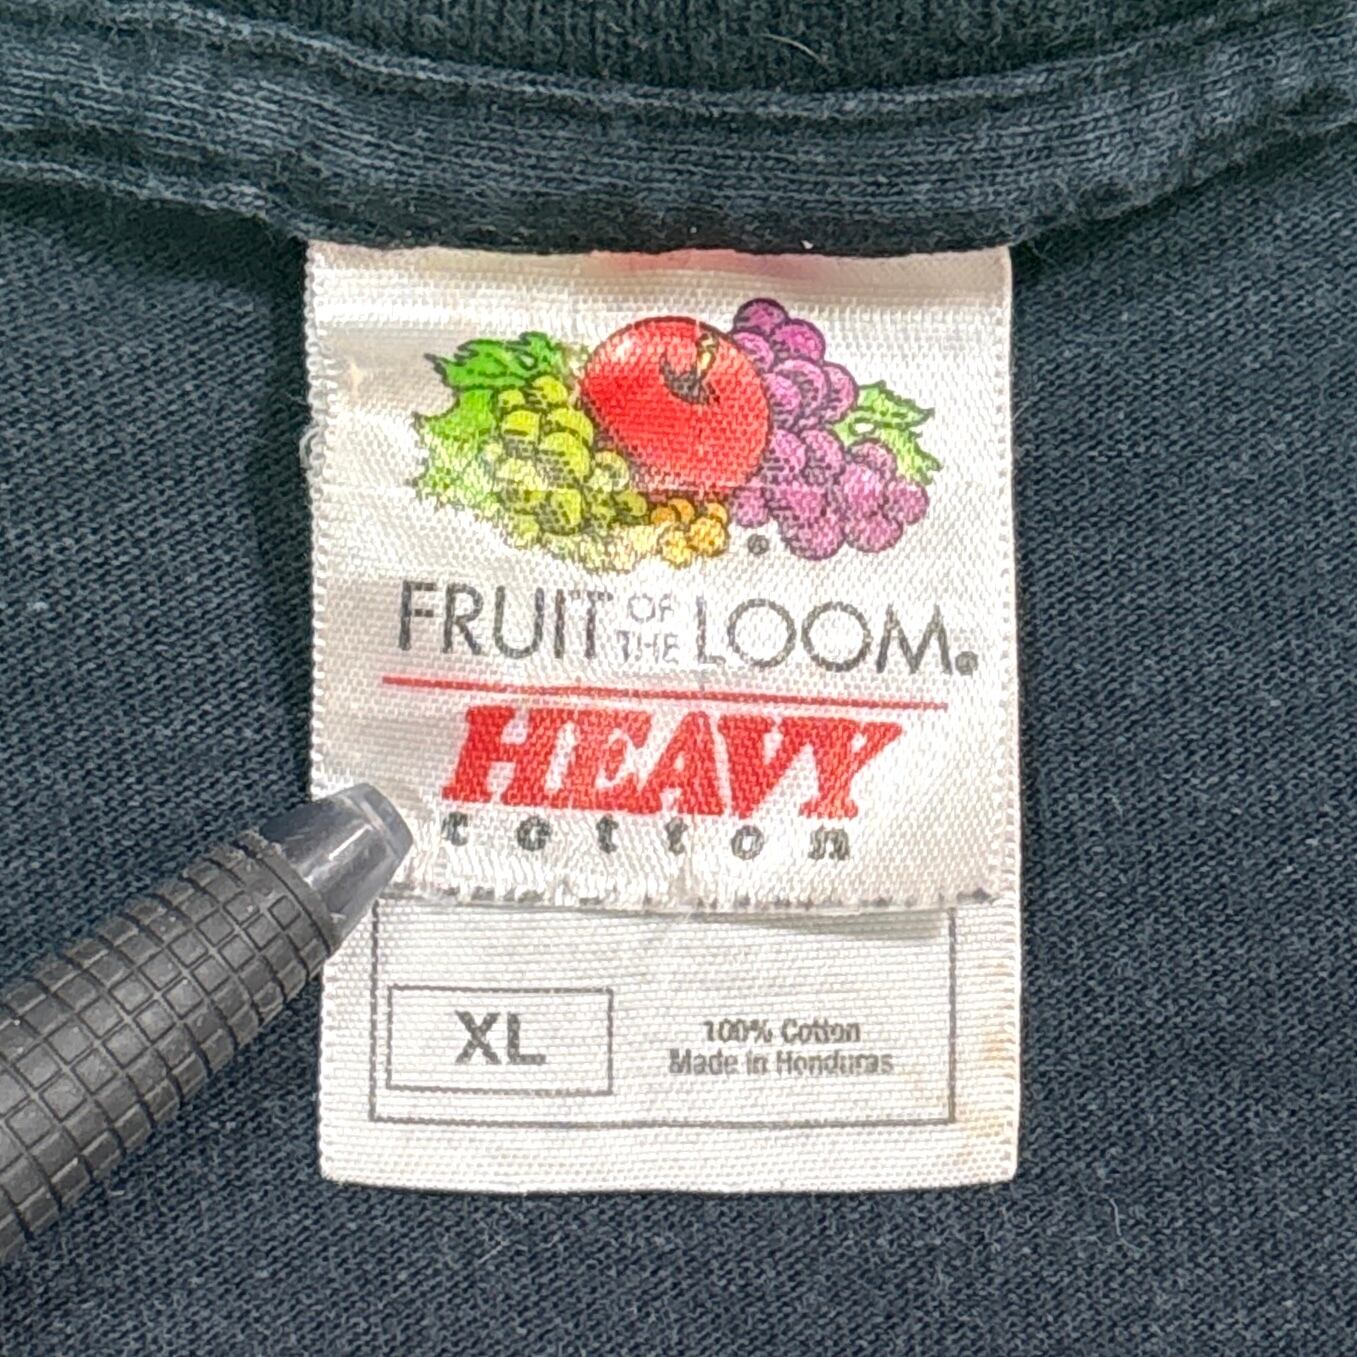 FRUIT OF THE LOOM®
HEAVY
cotton
XL
100% Cotton
Made in Honduras